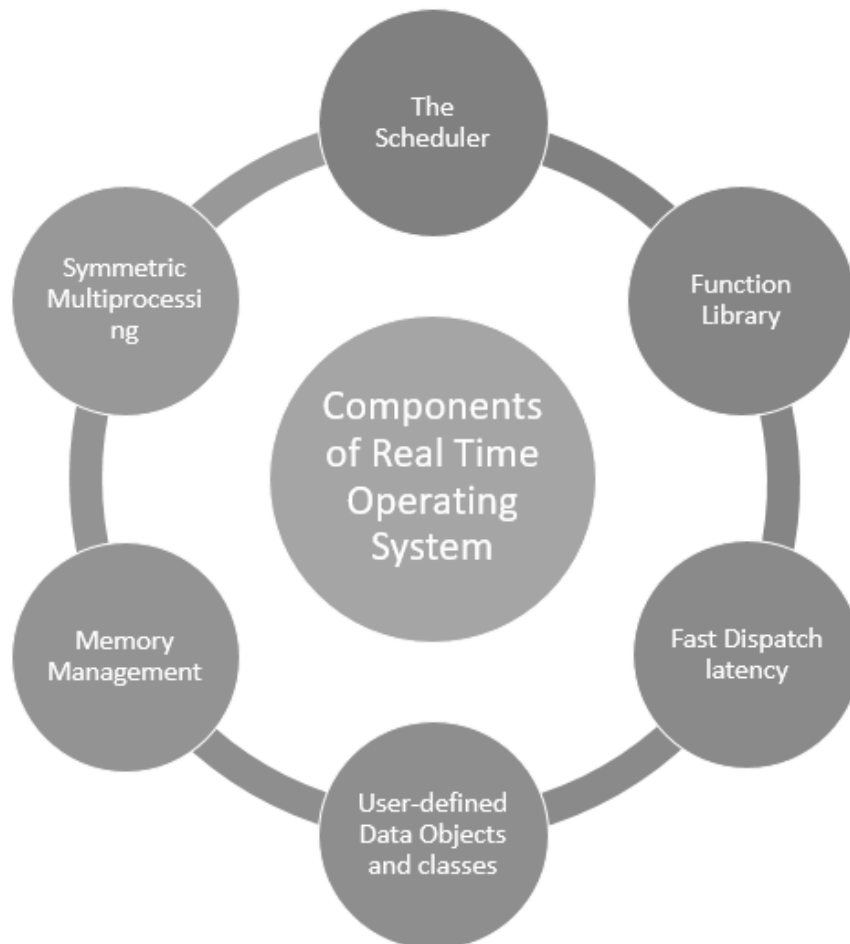 The
Scheduler
Function
Library
Fast Dispatch
latency
User-defined
Data Objects
and classes
Memory
Management
Symmetric
Multiprocessi
ng
Components
of Real Time
Operating
System